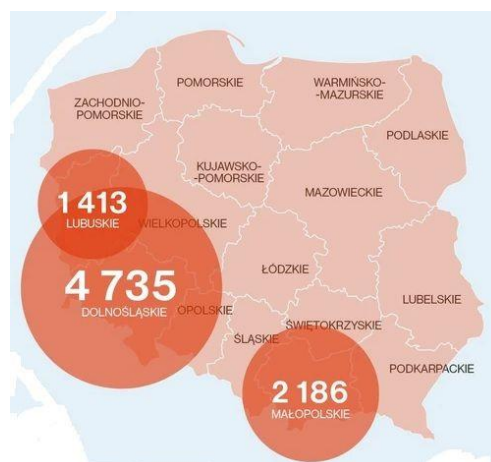 POMORSKIE
WARMIŃSKO-
-MAZURSKIE
ZACHODNIO-
POMORSKIE
PODLASKIE
KUJAWSKO-
-POMORSKIE
MAZOWIECKIE
1 413
LUBUSKIE
WIELKOPOLSKIE
ŁÓDZKIE
4 735
DOLNOŚLĄSKIE
LUBELSKIE
OPOLSKIE
ŚWIĘTOKRZYSKIE
ŚLĄSKIE
PODKARPACKIE
2 186
MAŁOPOLSKIE